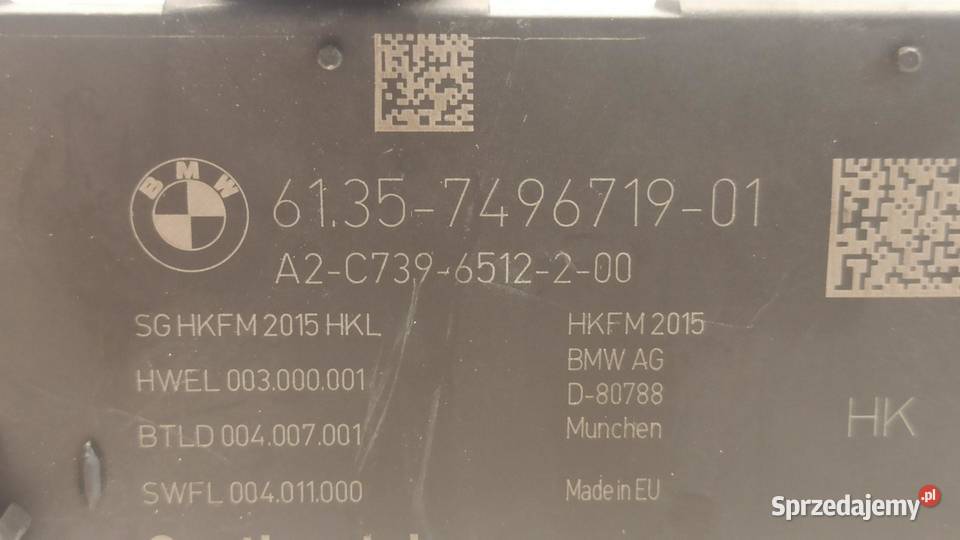 BMW
61.35-7496719-01
A2-C739-6512-2-00
SG HKFM 2015 HKL
HWEL 003.000.001
BTLD 004.007.001
SWFL 004.011.000
HKFM 2015
BMW AG
D-80788
Munchen
Made in EU
HK
Sprzedajemy.pl